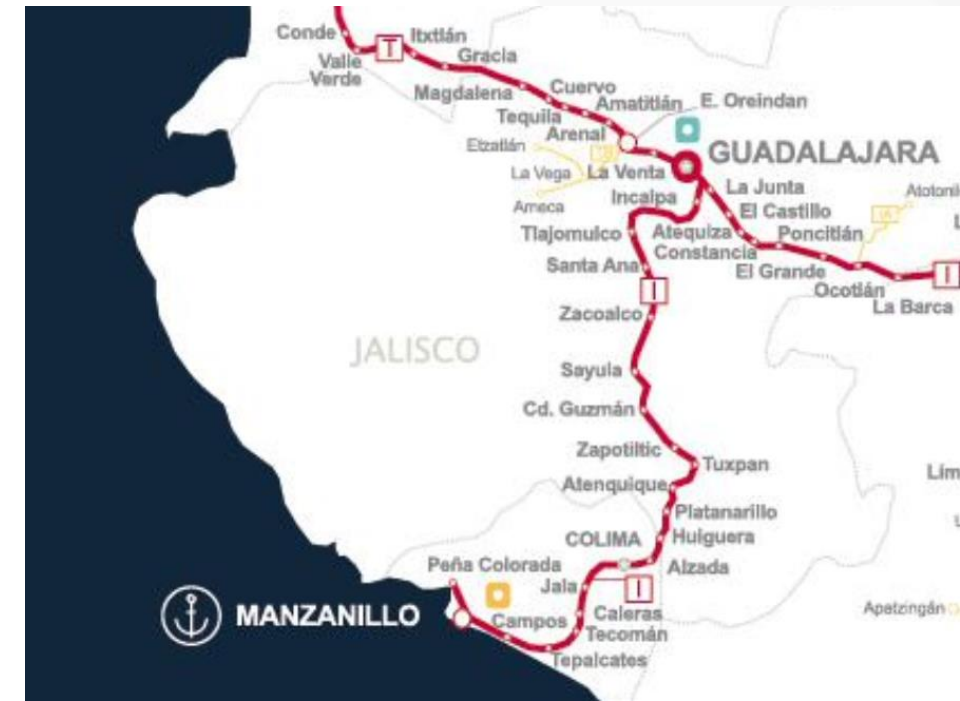 Conde
Itxtlán
T
Valle
Verde
Gracia
Magdalena
Cuervo
Tequila
Amatitlán
E. Oreindan
Arenal
Etzatlán
La Vega
La Venta
GUADALAJARA
Ameca
Incalpa
La Junta
El Castillo
Tlajomulco
Atequiza
Poncitlán
Constancia
Santa Ana
El Grande
I
I
Ocotlán
La Barca
Zacoalco
JALISCO
Sayula
Cd. Guzmán
Zapotiltic
Tuxpan
Atenquique
Platanarillo
COLIMA
Huiguera
Peña Colorada
Alzada
Jala
I
MANZANILLO
Campos
Caleras
Apatzingán
Tecomán
Tepalcates